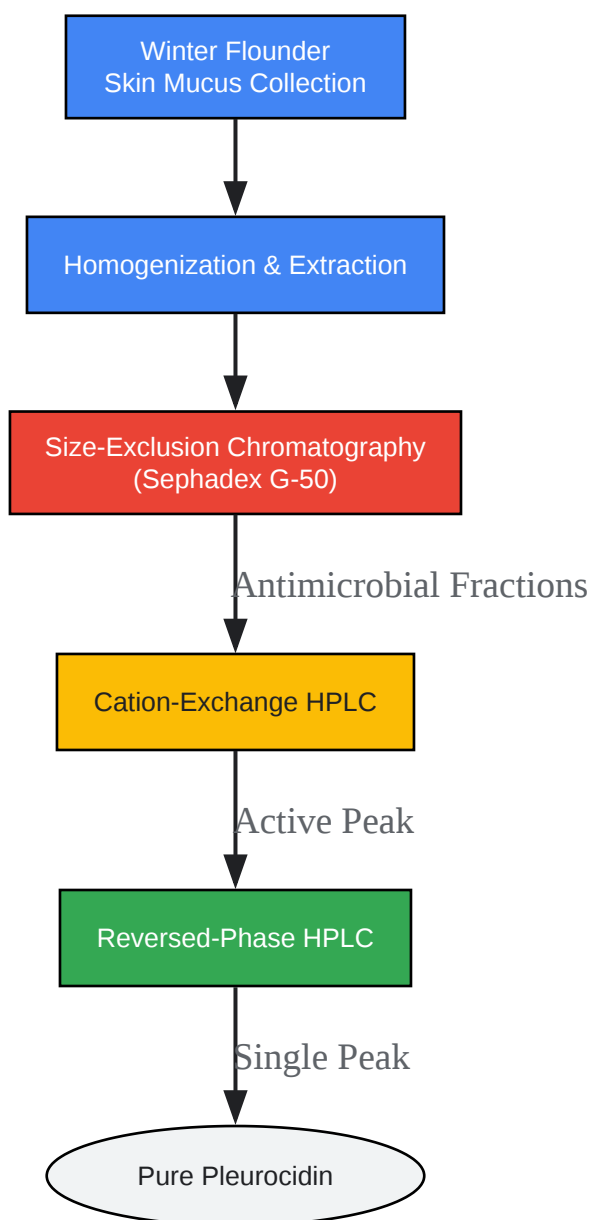 Winter Flounder
Skin Mucus Collection
Homogenization & Extraction
Size-Exclusion Chromatography
(Sephadex G-50)
Antimicrobial Fractions
Cation-Exchange HPLC
Active Peak
Reversed-Phase HPLC
Single Peak
Pure Pleurocidin